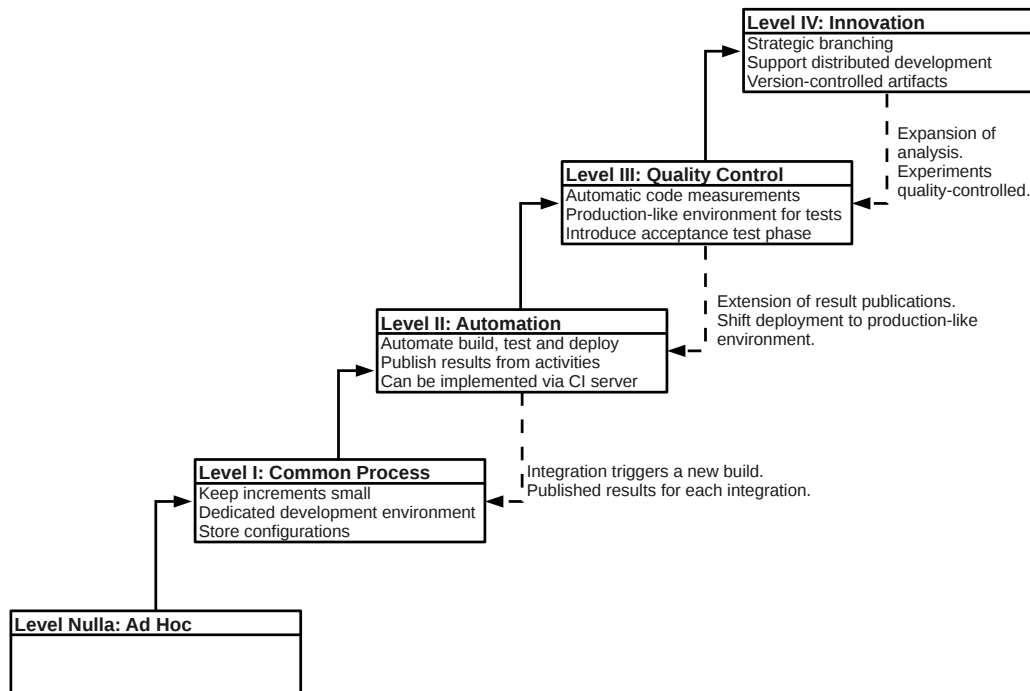 Level IV: Innovation
Strategic branching
Support distributed development
Version-controlled artifacts
Expansion of
analysis.
Experiments
quality-controlled.
Level III: Quality Control
Automatic code measurements
Production-like environment for tests
Introduce acceptance test phase
Extension of result publications.
Shift deployment to production-like
environment.
Level II: Automation
Automate build, test and deploy
Publish results from activities
Can be implemented via CI server
Integration triggers a new build.
Published results for each integration.
Level I: Common Process
Keep increments small
Dedicated development environment
Store configurations
Level Nulla: Ad Hoc